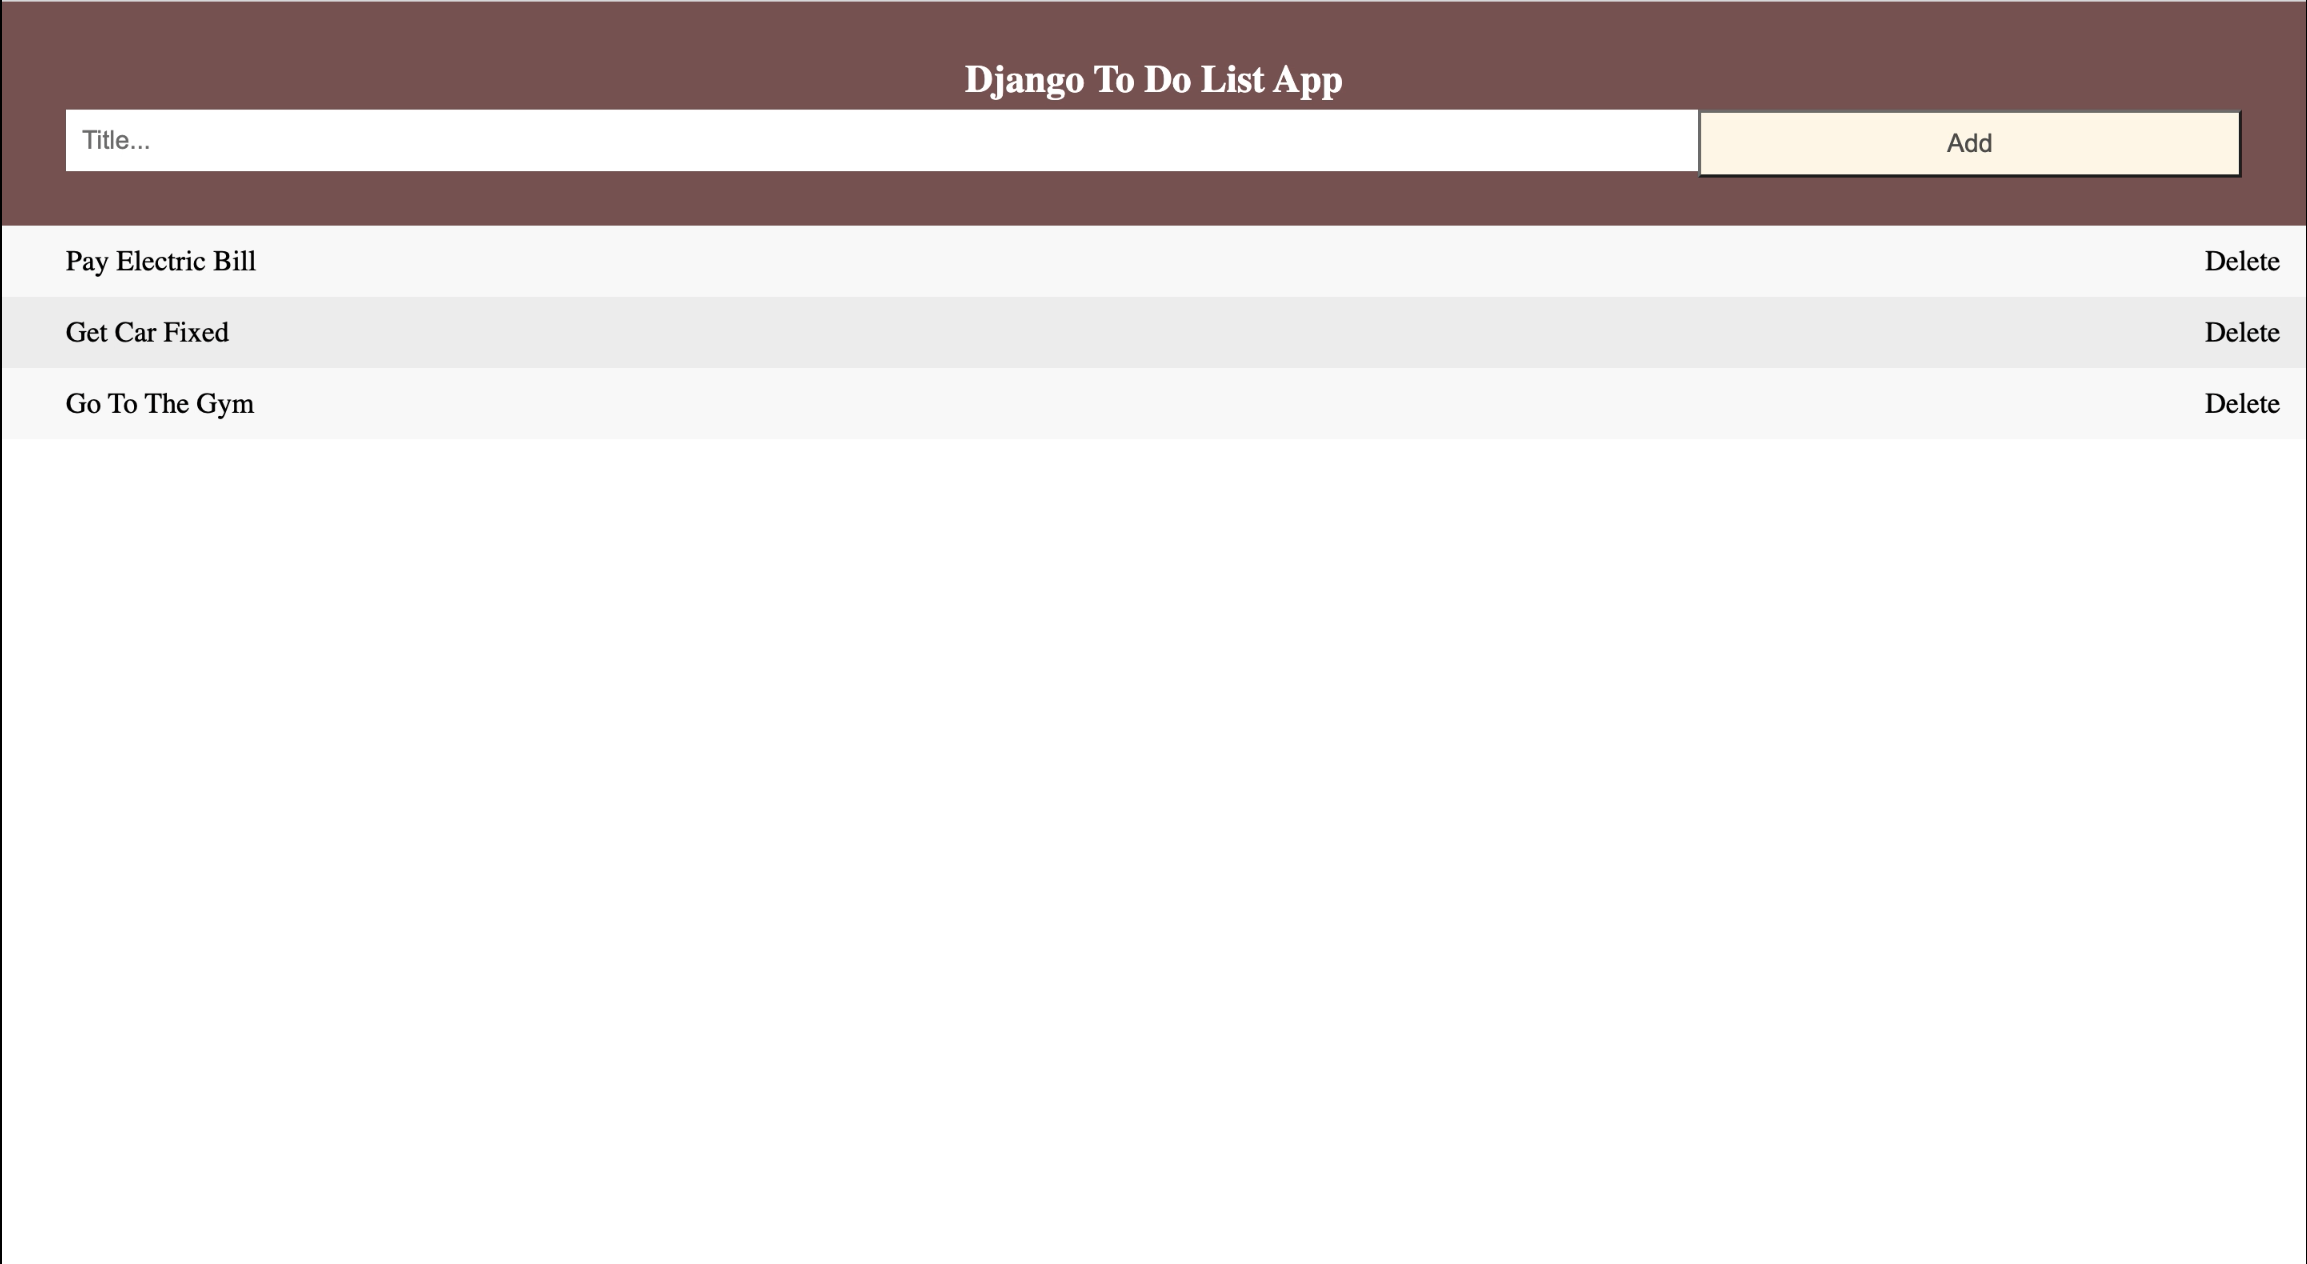 Django To Do List App
Title...
Add
Pay Electric Bill
Delete
Get Car Fixed
Delete
Go To The Gym
Delete